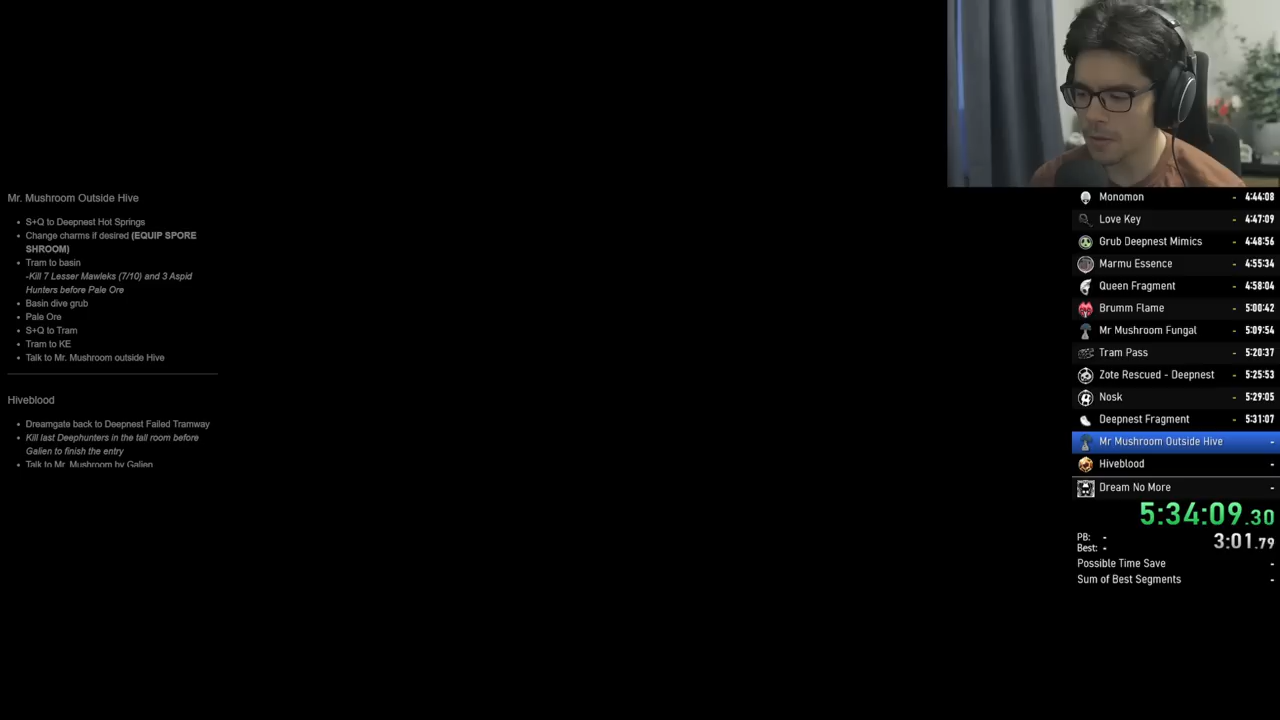 Mr. Mushroom Outside Hive
• S+Q to Deepnest Hot Springs
• Change charms if desired (EQUIP SPORE
SHROOM)
• Tram to basin
-Kill 7 Lesser Mawleks (7/10) and 3 Aspid
Hunters before Pale Ore
• Basin dive grub
• Pale Ore
• S+Q to Tram
• Tram to KE
• Talk to Mr. Mushroom outside Hive
Hiveblood
• Dreamgate back to Deepnest Failed Tramway
• Kill last Deephunters in the tall room before
Galien to finish the entry
• Talk to Mr. Mushroom by Galien
Monomon - 4:44:08
Love Key - 4:47:09
Grub Deepnest Mimics - 4:48:56
Marmu Essence - 4:55:34
Queen Fragment - 4:58:04
Brumm Flame - 5:00:42
Mr Mushroom Fungal - 5:09:54
Tram Pass - 5:20:37
Zote Rescued - Deepnest - 5:25:53
Nosk - 5:29:05
Deepnest Fragment - 5:31:07
Mr Mushroom Outside Hive -
Hiveblood -
Dream No More -
5:34:09.30
PB: - 3:01.79
Best: -
Possible Time Save -
Sum of Best Segments -